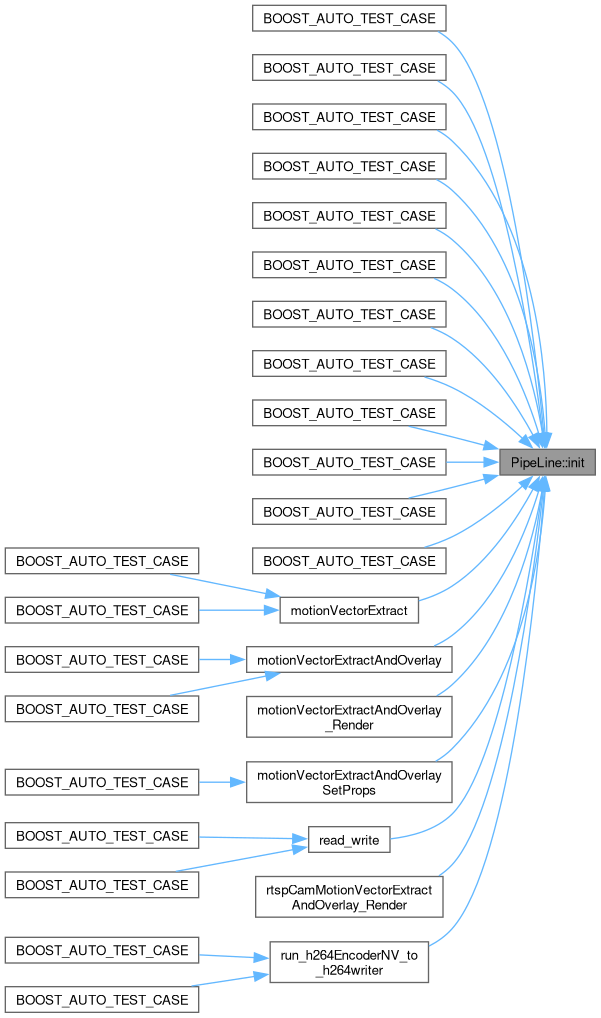 BOOST_AUTO_TEST_CASE
BOOST_AUTO_TEST_CASE
BOOST_AUTO_TEST_CASE
BOOST_AUTO_TEST_CASE
BOOST_AUTO_TEST_CASE
BOOST_AUTO_TEST_CASE
BOOST_AUTO_TEST_CASE
BOOST_AUTO_TEST_CASE
BOOST_AUTO_TEST_CASE
BOOST_AUTO_TEST_CASE
PipeLine::init
BOOST_AUTO_TEST_CASE
BOOST_AUTO_TEST_CASE
BOOST_AUTO_TEST_CASE
BOOST_AUTO_TEST_CASE
motionVectorExtract
BOOST_AUTO_TEST_CASE
motionVectorExtractAndOverlay
BOOST_AUTO_TEST_CASE
motionVectorExtractAndOverlay
_Render
BOOST_AUTO_TEST_CASE
motionVectorExtractAndOverlay
SetProps
BOOST_AUTO_TEST_CASE
read_write
BOOST_AUTO_TEST_CASE
rtspCamMotionVectorExtract
AndOverlay_Render
BOOST_AUTO_TEST_CASE
run_h264EncoderNV_to
_h264writer
BOOST_AUTO_TEST_CASE